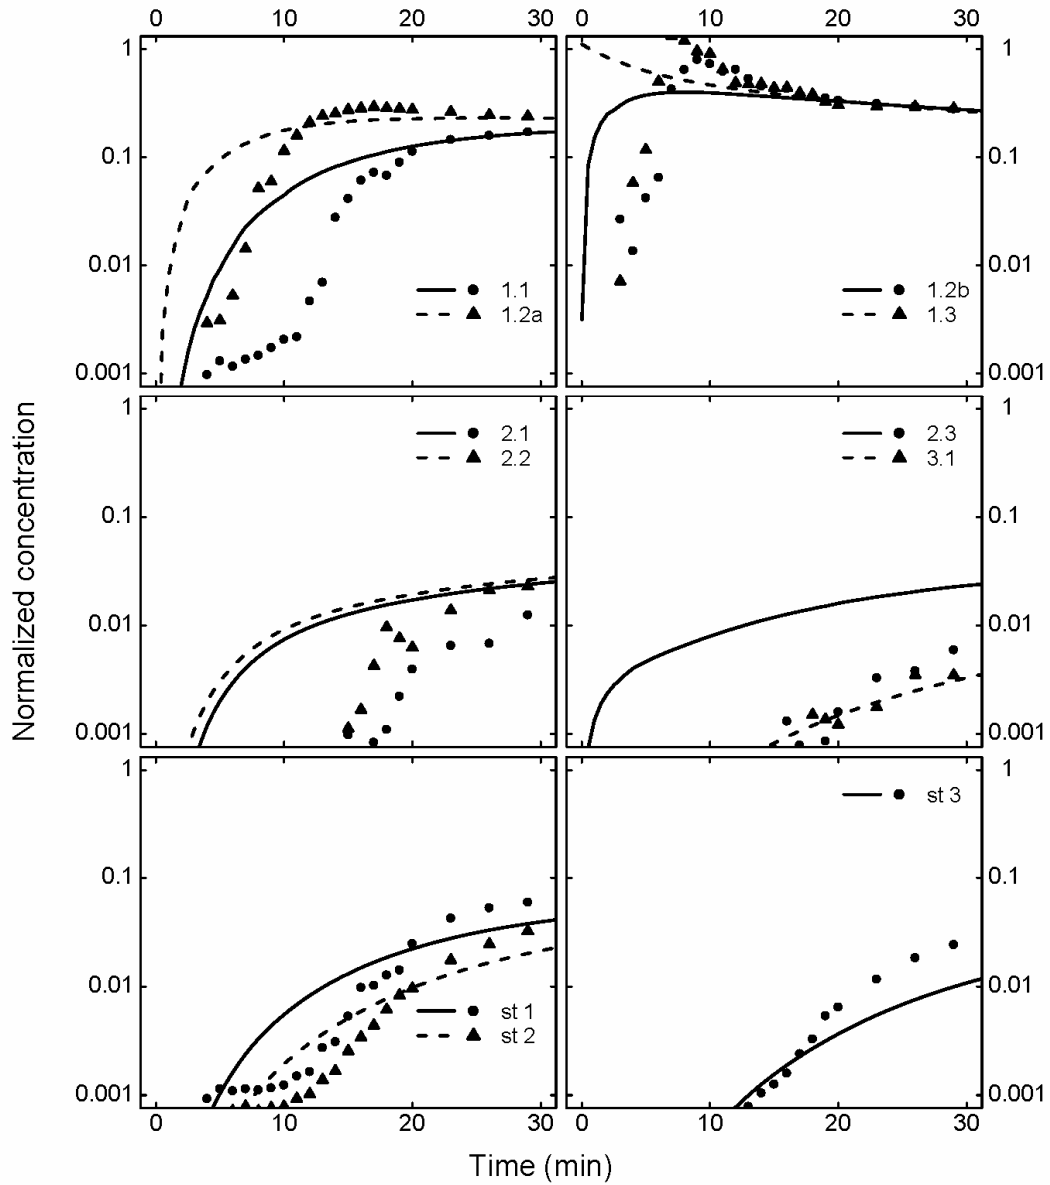 0 10 20 30 0 10 20 30
1 1
0.1 0.1
0.01 0.01
1.1 1.2b
1.2a 1.3
0.001 0.001
1 1
2.1 2.3
2.2 3.1
0.1 0.1
0.01 0.01
0.001 0.001
Normalized concentration
1 1
st 3
0.1 0.1
0.01 0.01
st 1
st 2
0.001 0.001
0 10 20 30 0 10 20 30
Time (min)